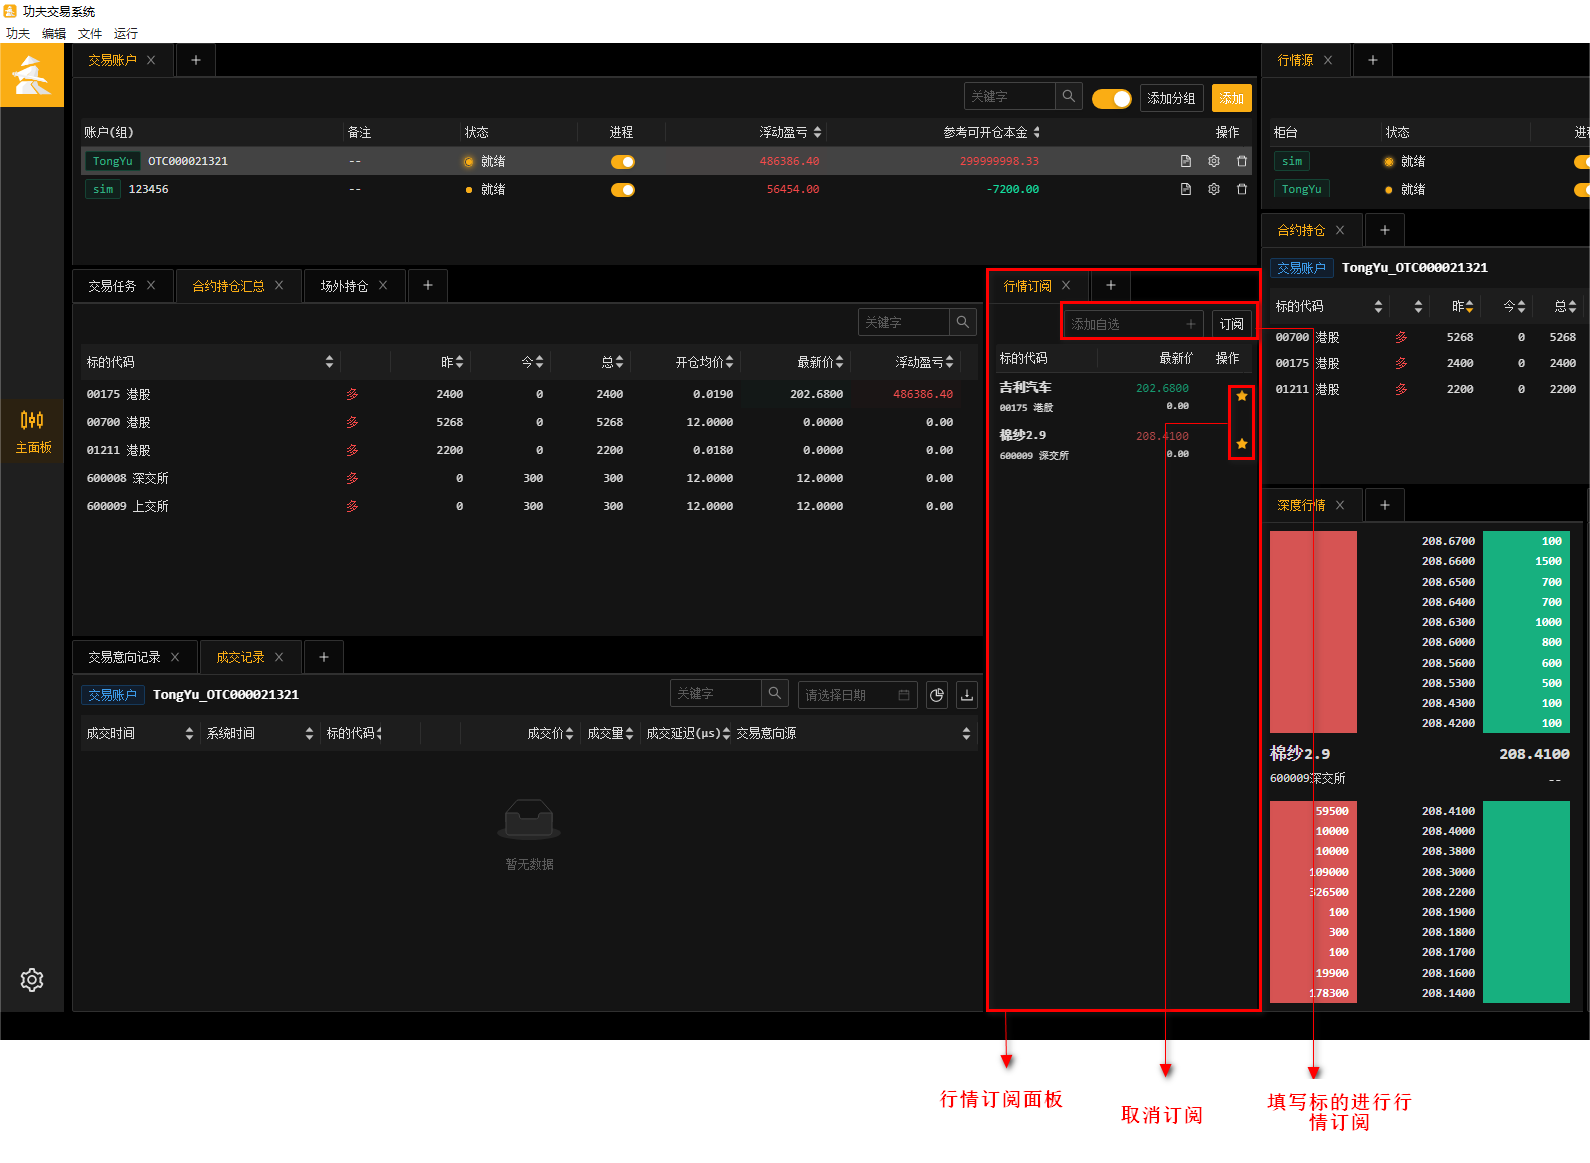 功夫交易系统
功夫 编辑 文件 运行
交易账户
关键字 添加分组 添加
账户(组) 备注 状态 进程 浮动盈亏 参考可开仓本金 操作
TongYu OTC000021321 -- 就绪 486386.40 299999998.33
sim 123456 -- 就绪 56454.00 -7200.00
行情源
柜台 状态 进程
sim 就绪
TongYu 就绪
主面板
交易任务 合约持仓汇总 场外持仓
关键字
标的代码 昨 今 总 开仓均价 最新价 浮动盈亏
00175 港股 多 2400 0 2400 0.0190 202.6800 486386.40
00700 港股 多 5268 0 5268 12.0000 0.0000 0.00
01211 港股 多 2200 0 2200 0.0180 0.0000 0.00
600008 深交所 多 0 300 300 12.0000 12.0000 0.00
600009 上交所 多 0 300 300 12.0000 12.0000 0.00
行情订阅
添加自选 订阅
标的代码 最新价 操作
吉利汽车 202.6800
00175 港股 0.00
棉纱2.9 208.4100
600009 深交所 0.00
合约持仓
交易账户 TongYu_OTC000021321
标的代码 昨 今 总
00700 港股 多 5268 0 5268
00175 港股 多 2400 0 2400
01211 港股 多 2200 0 2200
交易意向记录 成交记录
交易账户 TongYu_OTC000021321 关键字 请选择日期
成交时间 系统时间 标的代码 成交价 成交量 成交延迟(μs) 交易意向源
暂无数据
深度行情
208.6700 100
208.6600 1500
208.6500 700
208.6400 700
208.6300 1000
208.6000 800
208.5600 600
208.5300 500
208.4300 100
208.4200 100
棉纱2.9 208.4100
600009深交所 --
59500 208.4100
10000 208.4000
10000 208.3800
109000 208.3000
326500 208.2200
100 208.1900
300 208.1800
100 208.1700
19900 208.1600
178300 208.1400
行情订阅面板
取消订阅
填写标的进行行
情订阅